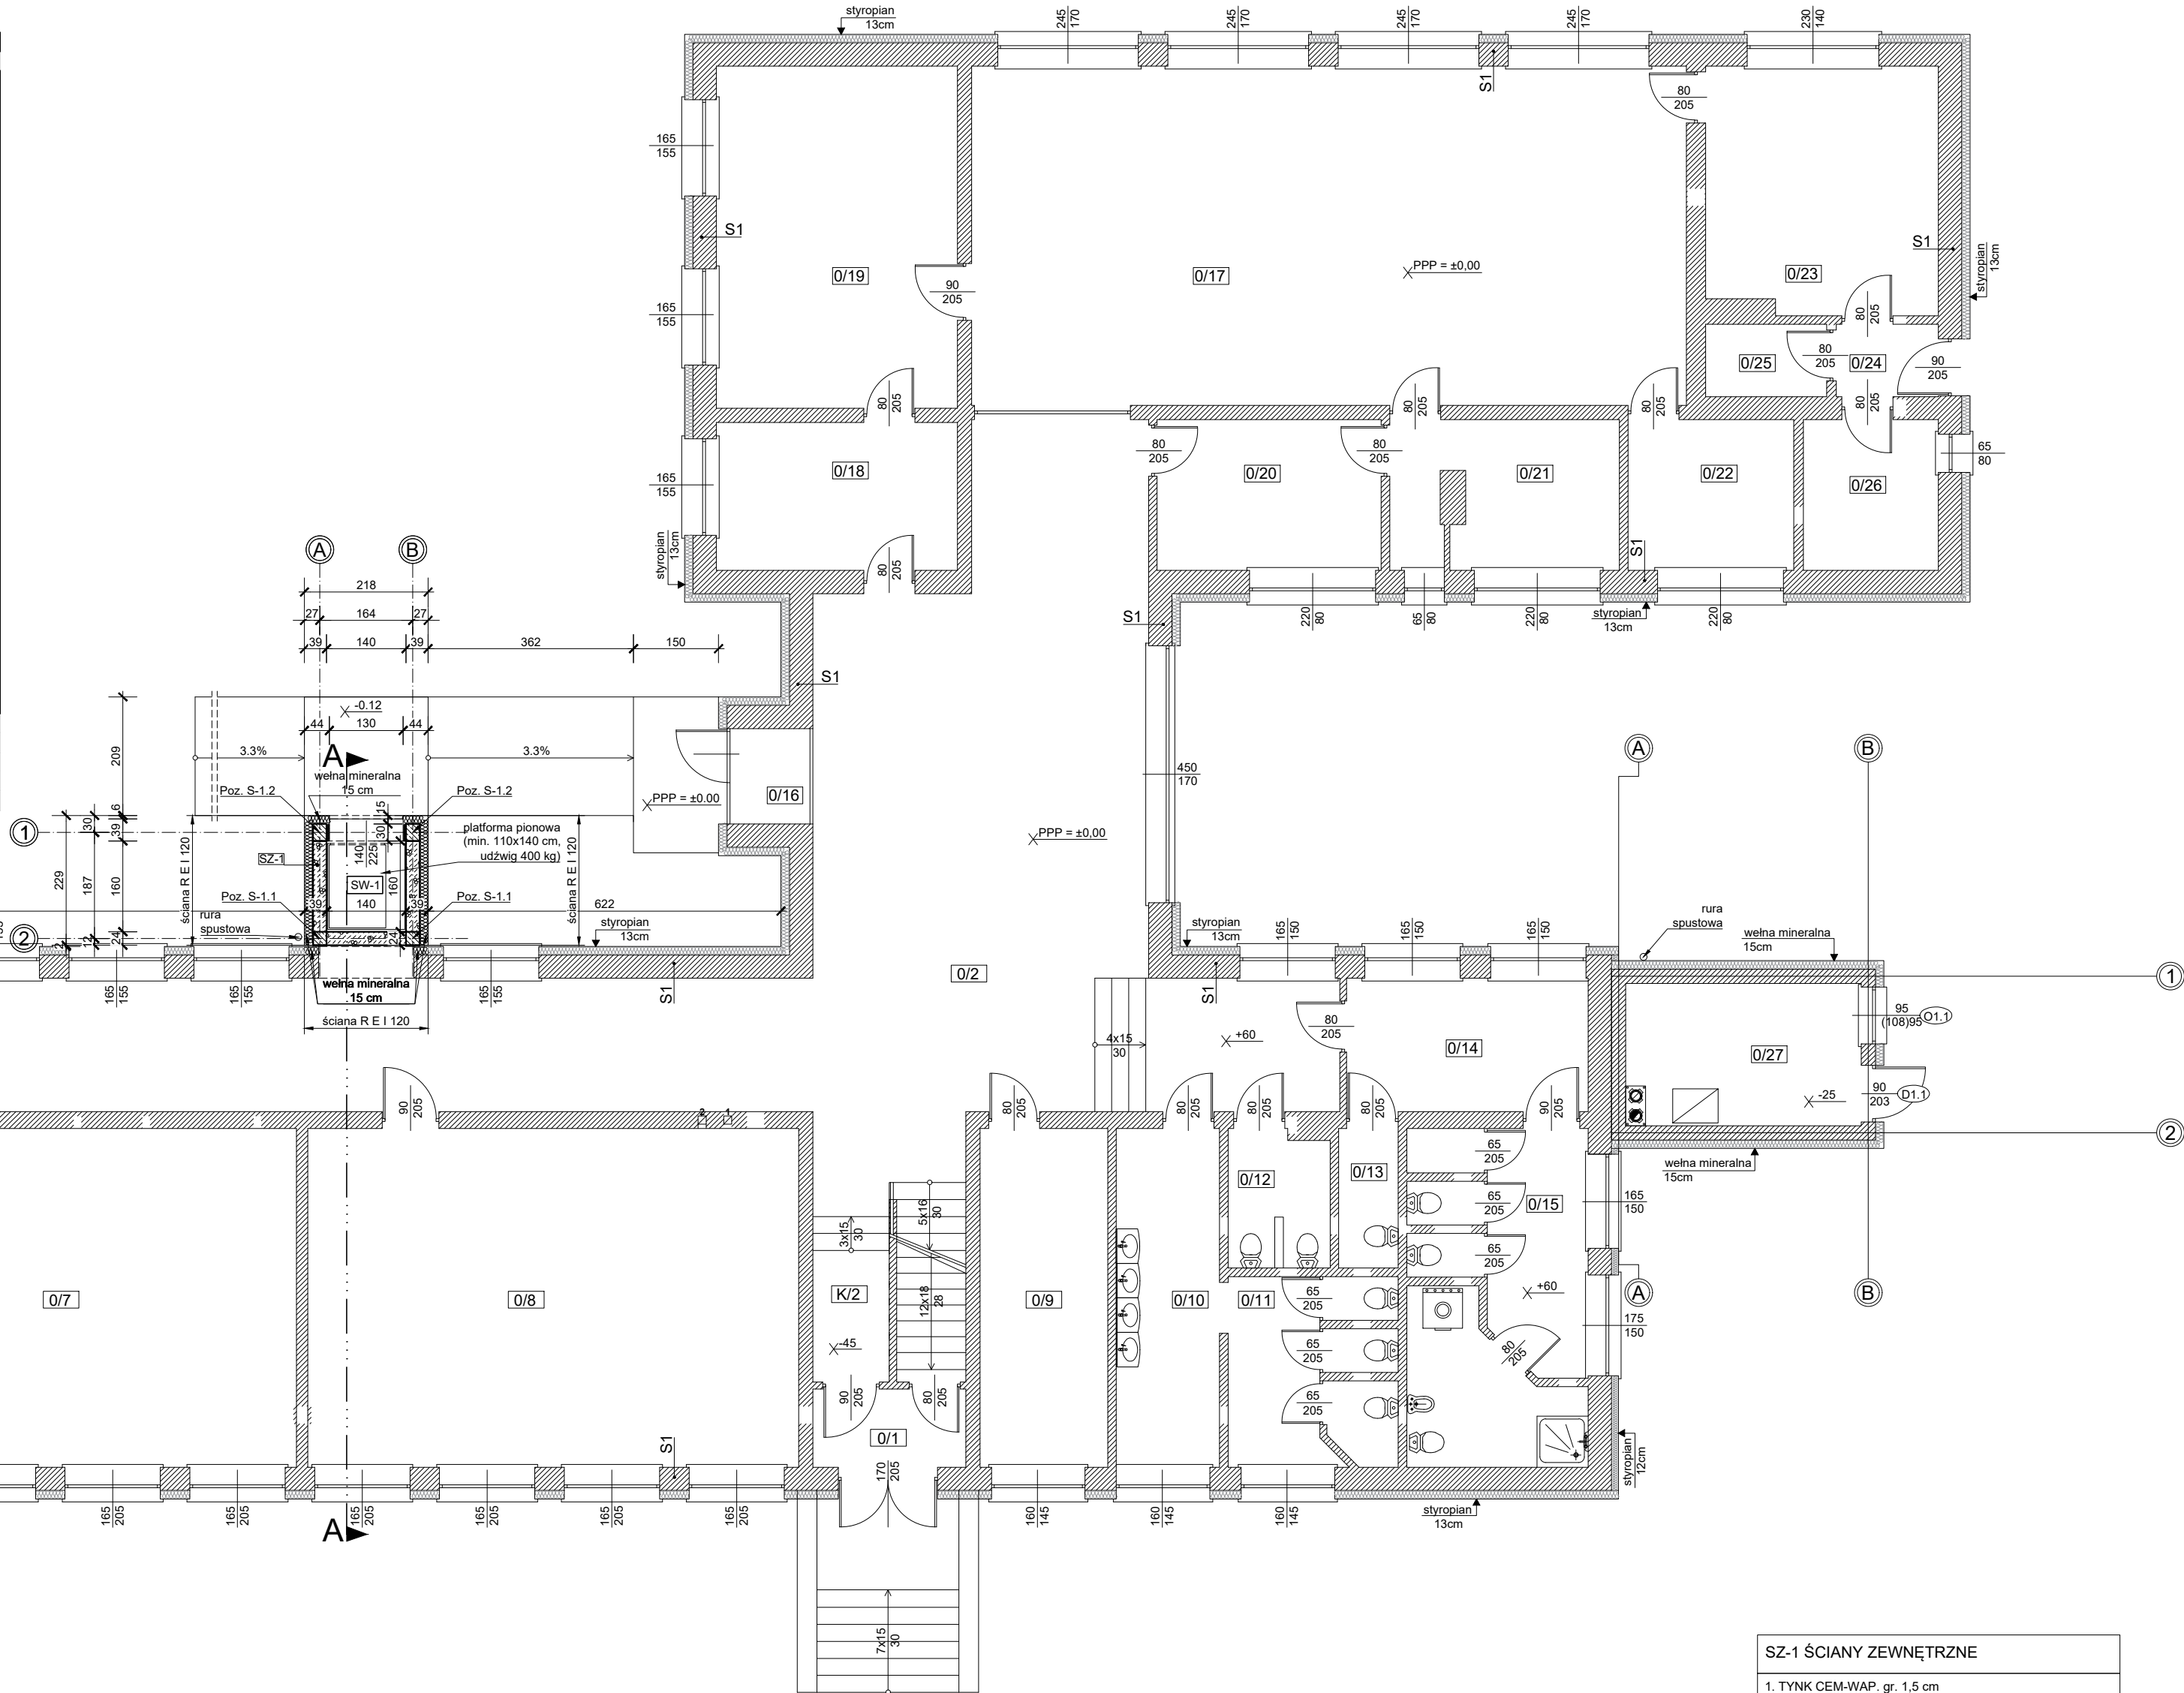 styropian
13cm
245
170
245
170
245
170
245
170
230
140
S1
80
205
165
155
S1
S1
styropian
13cm
0/19
0/17
PPP = ±0,00
0/23
90
205
165
155
80
205
80
205
0/25
0/24
90
205
80
205
80
205
80
205
80
205
80
205
80
205
65
80
0/18
0/20
0/21
0/22
0/26
165
155
styropian
13cm
80
205
S1
A
B
218
27
164
27
39
140
39
362
150
220
80
65
80
220
80
220
80
styropian
13cm
S1
S1
-0.12
44
130
44
209
3.3%
3.3%
A
wełna mineralna
15 cm
Poz. S-1.2
Poz. S-1.2
15
6
PPP = ±0.00
0/16
450
170
A
B
1
30
39
30
platforma pionowa
(min. 110x140 cm,
udźwig 400 kg)
PPP = ±0,00
SZ-1
140
225
229
187
160
ściana R E I 120
SW-1
160
ściana R E I 120
Poz. S-1.1
Poz. S-1.1
39
140
39
622
rura
spustowa
styropian
13cm
2
2
12
24
24
styropian
13cm
165
150
165
150
165
150
rura
spustowa
wełna mineralna
15cm
165
155
165
155
wełna mineralna
15 cm
165
155
S1
0/2
S1
1
ściana R E I 120
95
(108)95
O1.1
4x15
30
+60
80
205
0/14
0/27
90
205
80
205
80
205
80
205
80
205
90
205
-25
90
203
D1.1
2
1
2
65
205
wełna mineralna
15cm
0/12
0/13
65
205
0/15
165
150
3x15
30
5x16
30
65
205
0/7
0/8
K/2
12x18
28
0/9
0/10
0/11
65
205
+60
A
B
175
150
-45
65
205
80
205
90
205
80
205
65
205
0/1
S1
170
205
styropian
12cm
165
205
165
205
165
205
165
205
165
205
165
205
160
145
160
145
160
145
styropian
13cm
A
7x15
30
SZ-1 ŚCIANY ZEWNĘTRZNE
1. TYNK CEM-WAP. gr. 1,5 cm